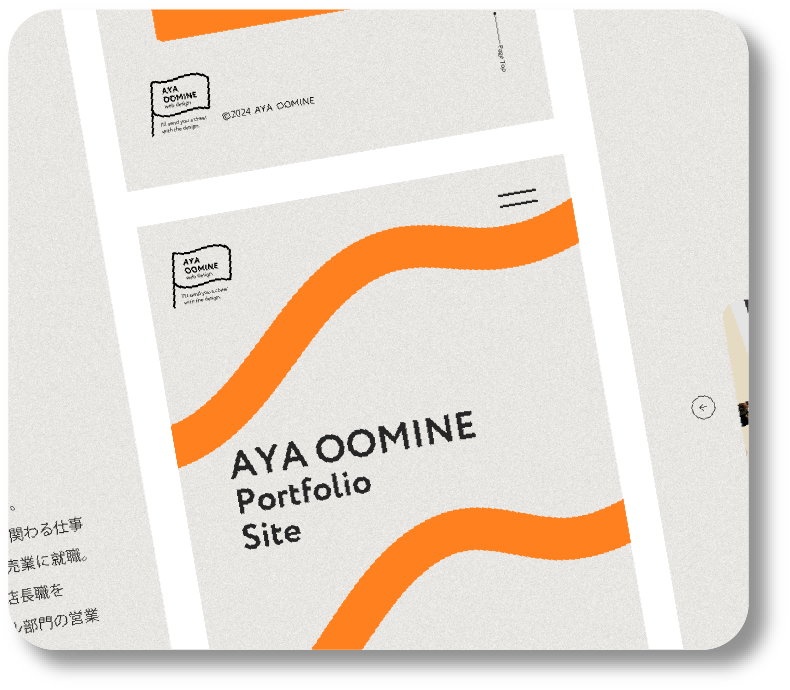 Page Top
AYA
OOMINE
web design
I'll send you a cheer
with the design.
©2024 AYA OOMINE
AYA
OOMINE
web design
I'll send you a cheer
with the design.
AYA OOMINE
Portfolio
Site
。
関わる仕事
売業に就職。
店長職を
ル部門の営業